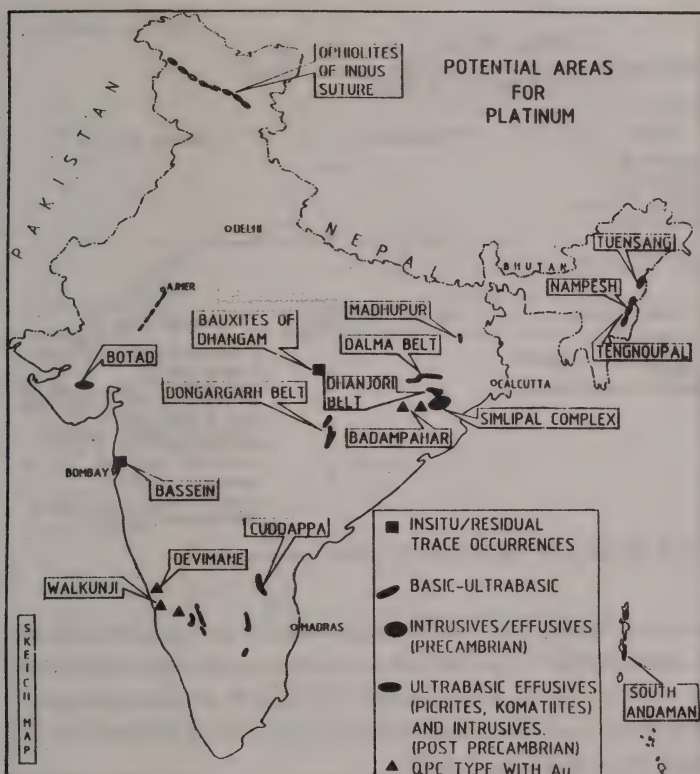 OPHIOLITES
OF INDUS
SUTURE
POTENTIAL AREAS
FOR
PLATINUM
PAKISTAN
NEPAL
BHUTAN
DELHI
AJMER
TUENSANG
NAMPESH
TENGNOUPAL
MADHUPUR
BAUXITES OF
DHANGAM
DALMA BELT
BOTAD
DHANJORI
BELT
CALCUTTA
DONGARGARH BELT
SIMLIPAL COMPLEX
BADAMPAHAR
BOMBAY
BASSEIN
CUDDAPPA
DEVIMANE
WALKUNJI
MADRAS
SKEICH MAP
INSITU/RESIDUAL
TRACE OCCURRENCES
BASIC-ULTRABASIC
INTRUSIVES/EFFUSIVES
(PRECAMBRIAN)
ULTRABASIC EFFUSIVES
(PICRITES, KOMATIITES)
AND INTRUSIVES.
(POST PRECAMBRIAN)
QPC TYPE WITH Au
SOUTH
ANDAMAN